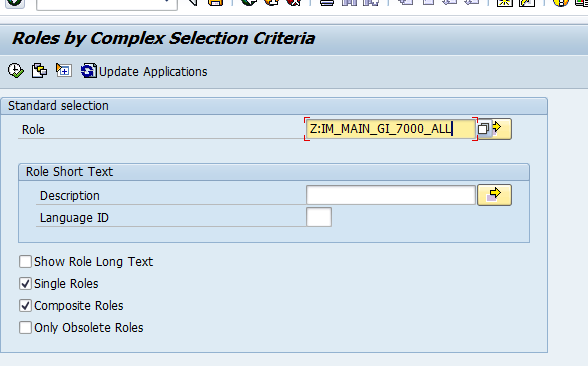 Roles by Complex Selection Criteria
Update Applications
Standard selection
Role Z:IM_MAIN_GI_7000_ALL
Role Short Text
Description
Language ID
Show Role Long Text
Single Roles
Composite Roles
Only Obsolete Roles